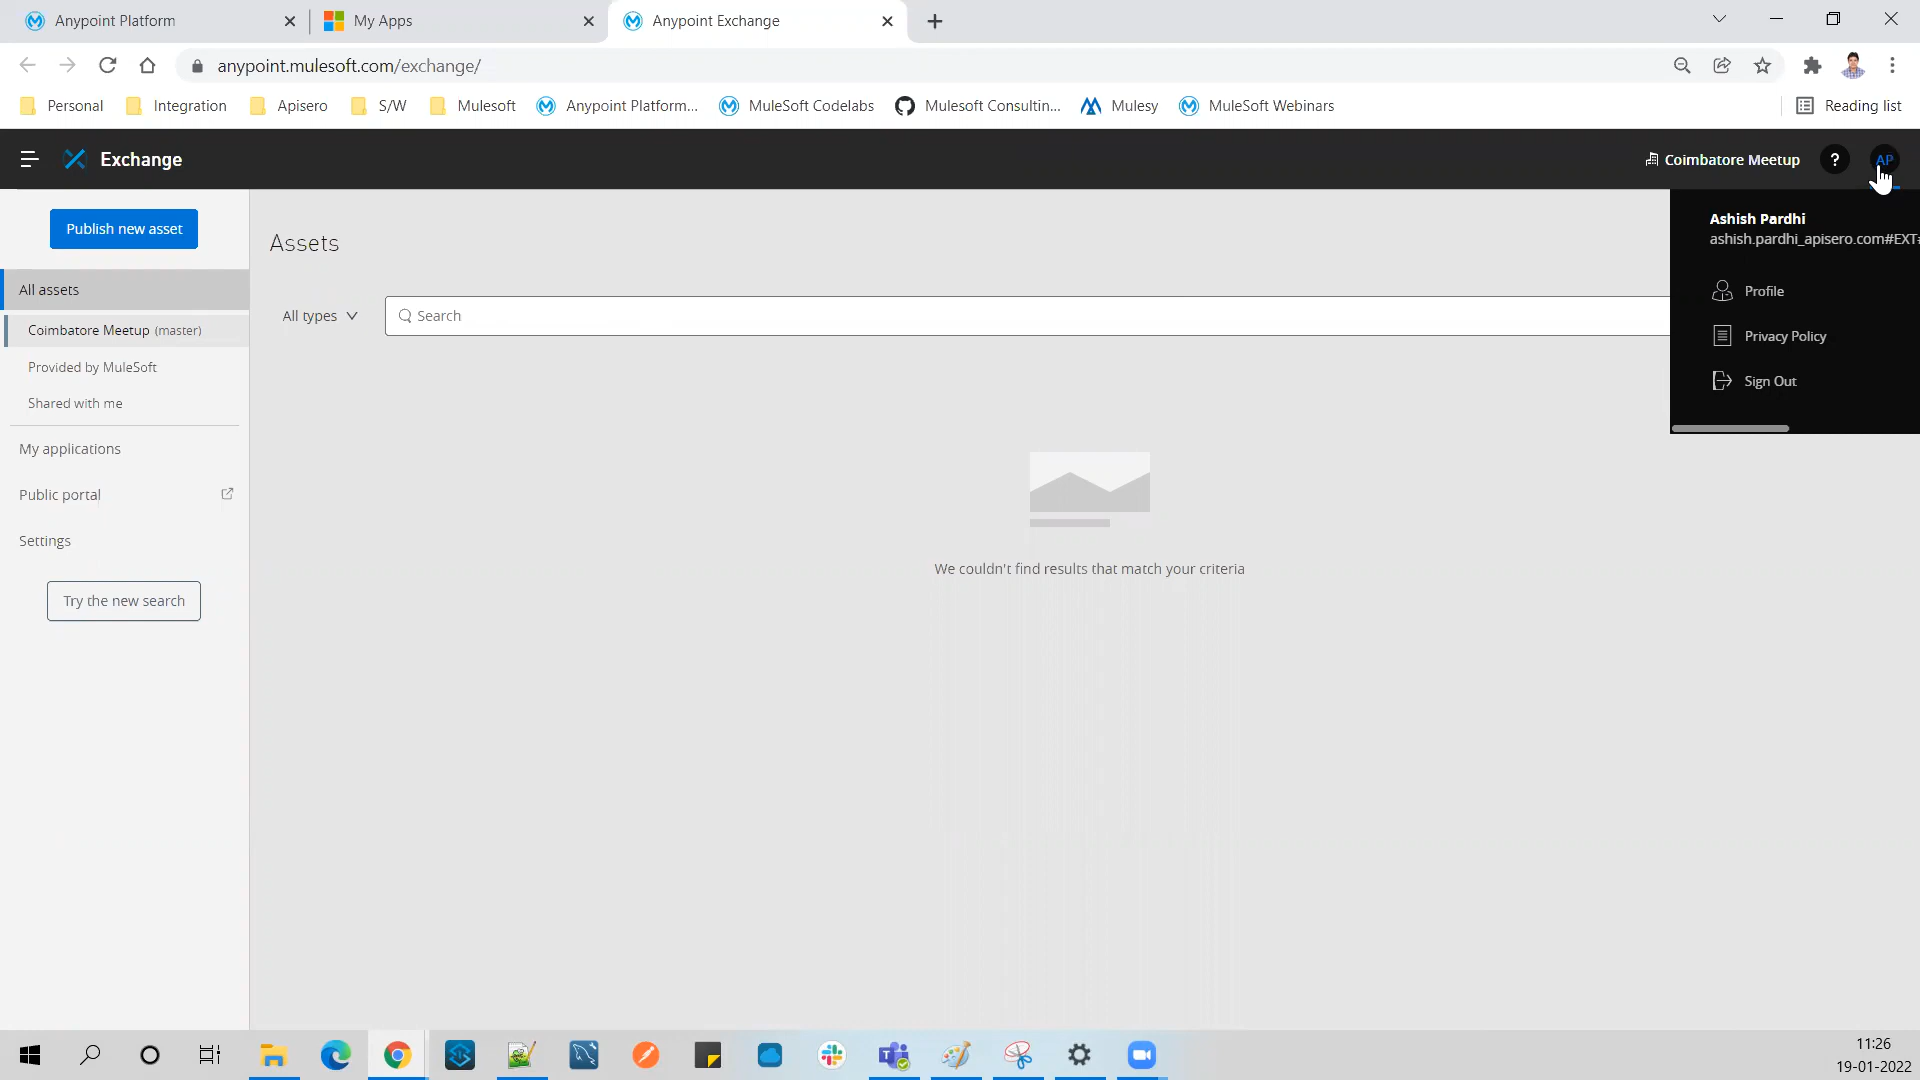 Anypoint Platform
My Apps
Anypoint Exchange
anypoint.mulesoft.com/exchange/
Personal
Integration
Apisero
S/W
Mulesoft
Anypoint Platform...
MuleSoft Codelabs
Mulesoft Consultin...
Mulesy
MuleSoft Webinars
Reading list
Exchange
Coimbatore Meetup
?
AP
Publish new asset
All assets
Coimbatore Meetup (master)
Provided by MuleSoft
Shared with me
My applications
Public portal
Settings
Try the new search
Assets
All types
Search
We couldn't find results that match your criteria
Ashish Pardhi
ashish.pardhi_apisero.com#EXT#
Profile
Privacy Policy
Sign Out
11:26
19-01-2022